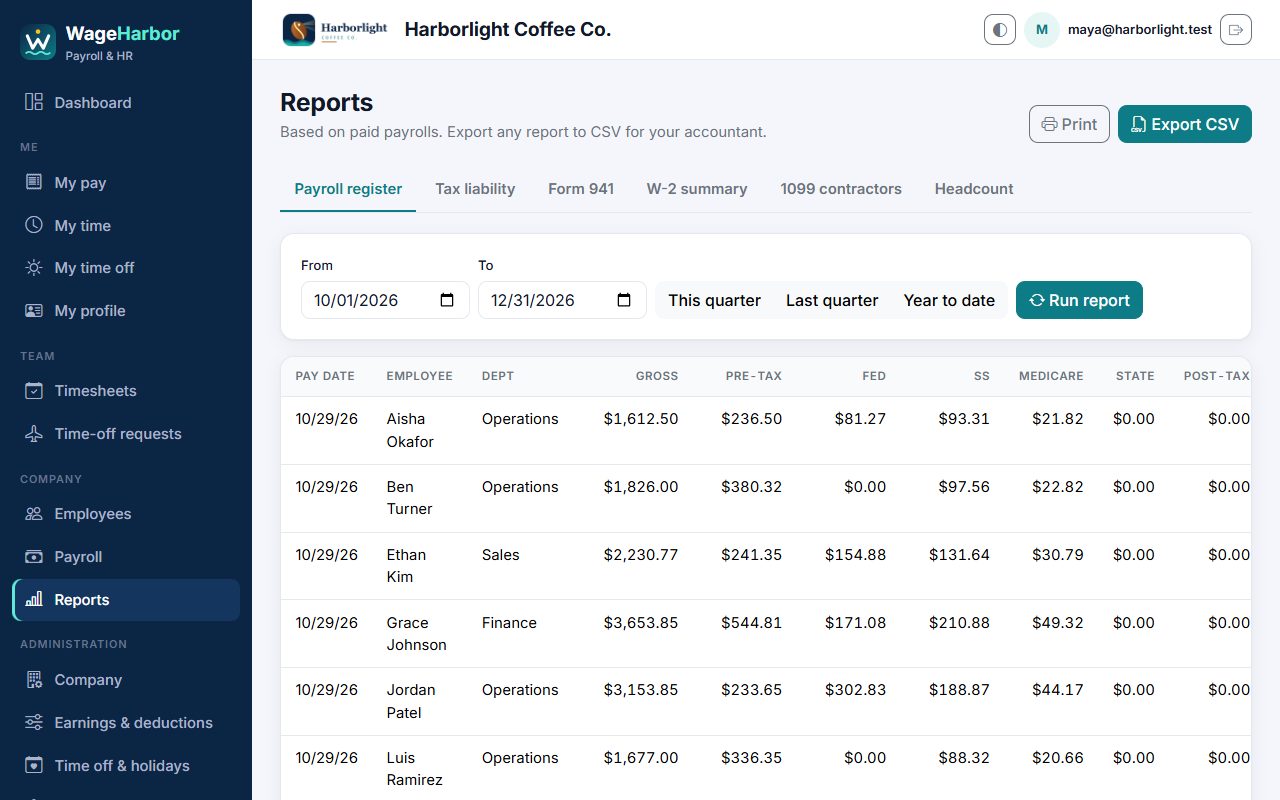 WageHarbor
Payroll & HR
Dashboard
ME
My pay
My time
My time off
My profile
TEAM
Timesheets
Time-off requests
COMPANY
Employees
Payroll
Reports
ADMINISTRATION
Company
Earnings & deductions
Time off & holidays
Harborlight
COFFEE CO.
Harborlight Coffee Co.
M
maya@harborlight.test
Reports
Based on paid payrolls. Export any report to CSV for your accountant.
Print
Export CSV
Payroll register Tax liability Form 941 W-2 summary 1099 contractors Headcount
From To
10/01/2026 12/31/2026 This quarter Last quarter Year to date Run report
PAY DATE EMPLOYEE DEPT GROSS PRE-TAX FED SS MEDICARE STATE POST-TAX
10/29/26 Aisha Operations $1,612.50 $236.50 $81.27 $93.31 $21.82 $0.00 $0.00
Okafor
10/29/26 Ben Operations $1,826.00 $380.32 $0.00 $97.56 $22.82 $0.00 $0.00
Turner
10/29/26 Ethan Sales $2,230.77 $241.35 $154.88 $131.64 $30.79 $0.00 $0.00
Kim
10/29/26 Grace Finance $3,653.85 $544.81 $171.08 $210.88 $49.32 $0.00 $0.00
Johnson
10/29/26 Jordan Operations $3,153.85 $233.65 $302.83 $188.87 $44.17 $0.00 $0.00
Patel
10/29/26 Luis Operations $1,677.00 $336.35 $0.00 $88.32 $20.66 $0.00 $0.00
Ramirez